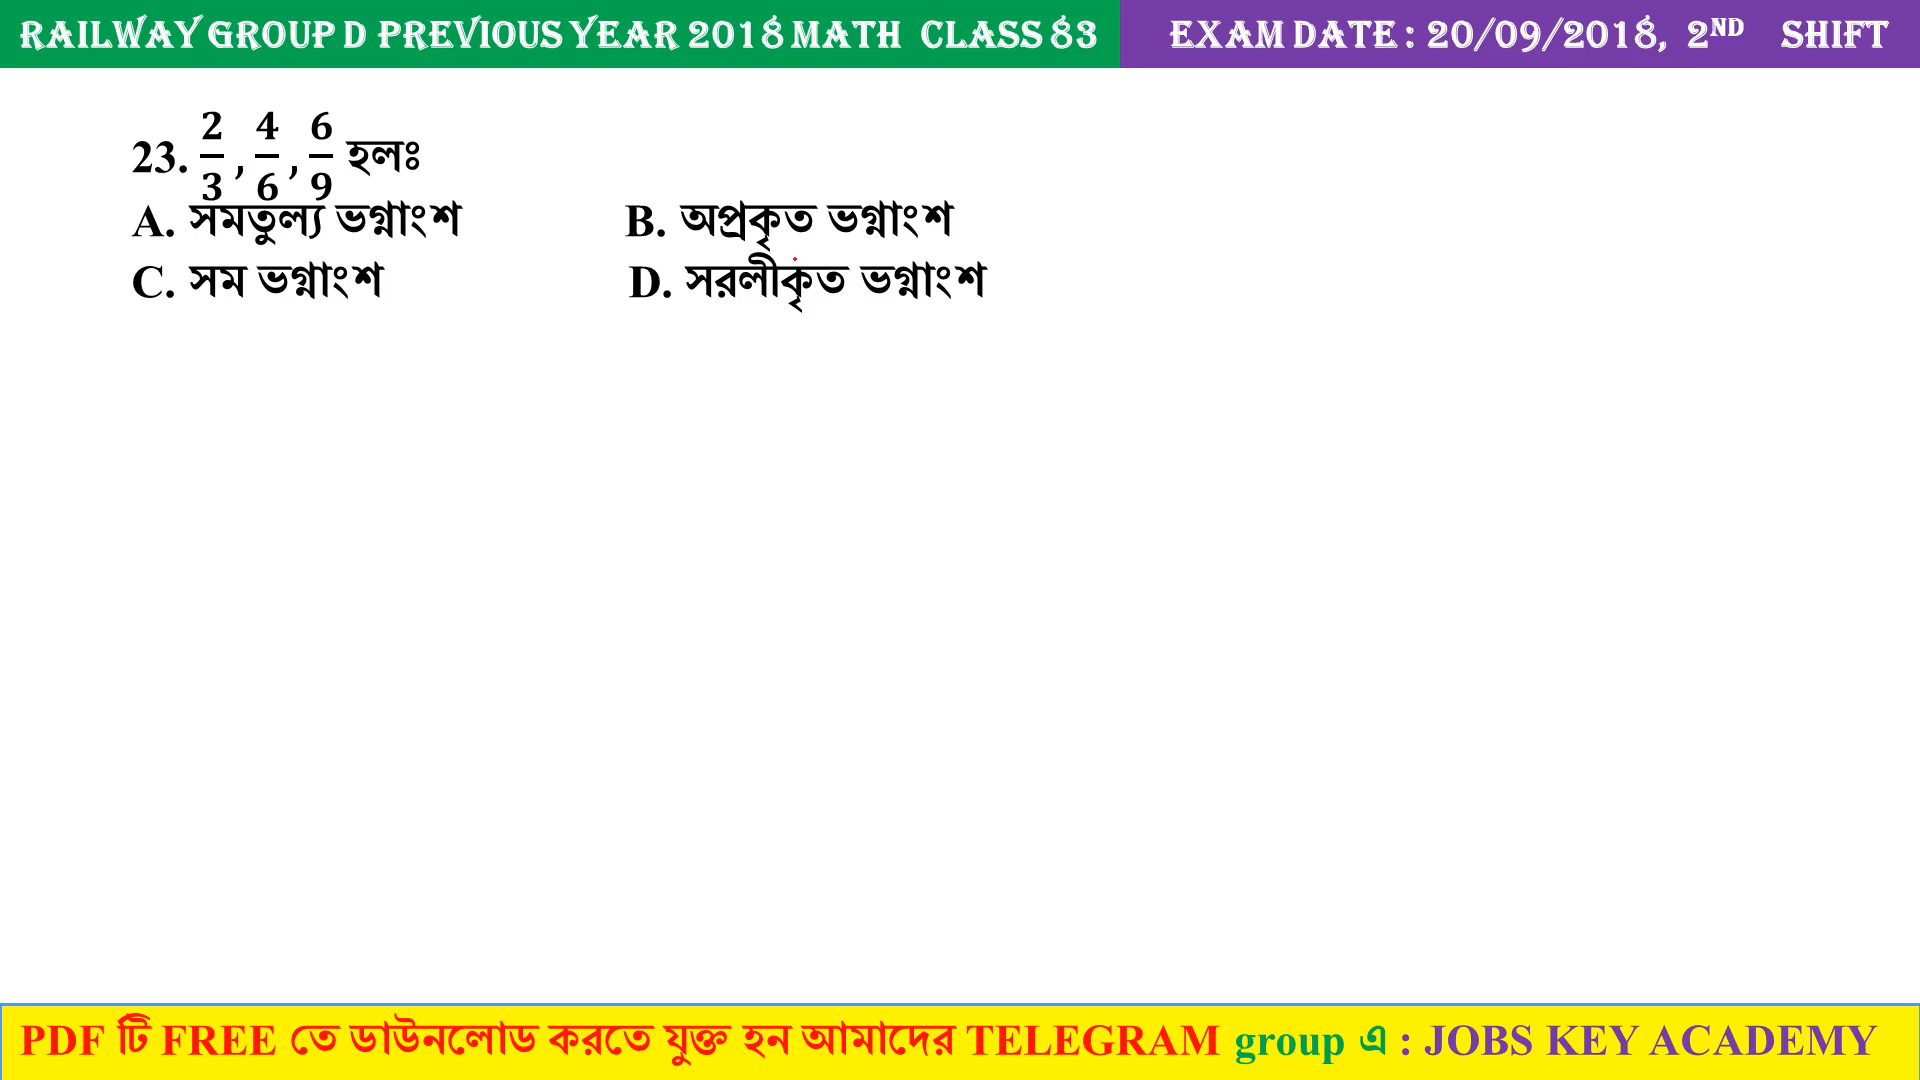 RAILWAY GROUP D PREVIOUS YEAR 2018 MATH CLASS 83 EXAM DATE : 20/09/2018, 2ND SHIFT
23. 2/3 , 4/6 , 6/9 হলঃ
A. সমতুল্য ভগ্নাংশ B. অপ্রকৃত ভগ্নাংশ
C. সম ভগ্নাংশ D. সরলীকৃত ভগ্নাংশ
PDF টি FREE তে ডাউনলোড করতে যুক্ত হন আমাদের TELEGRAM group এ : JOBS KEY ACADEMY